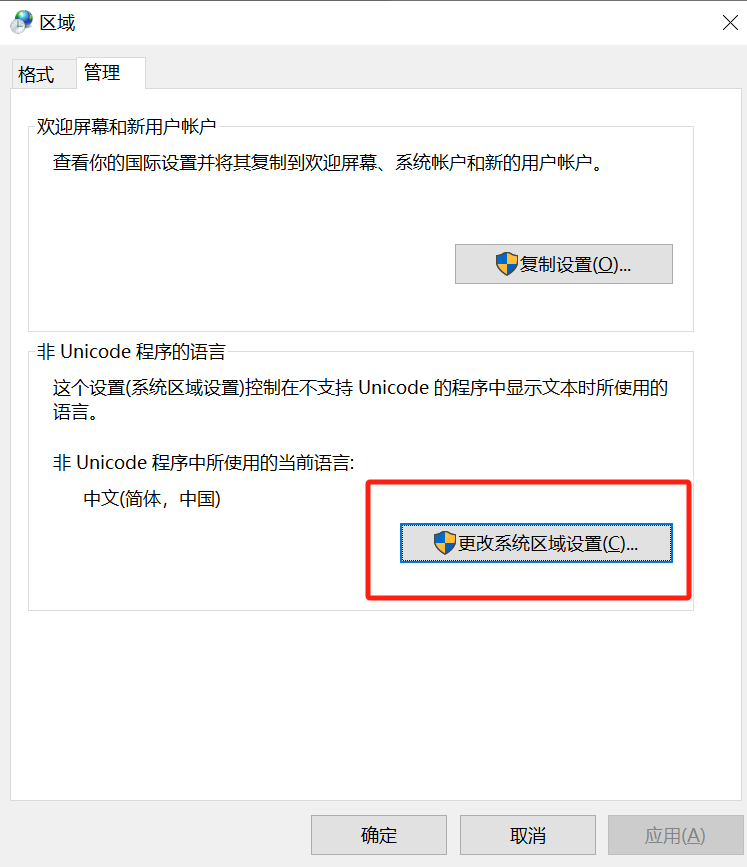 区域
格式
管理
欢迎屏幕和新用户帐户
查看你的国际设置并将其复制到欢迎屏幕、系统帐户和新的用户帐户。
复制设置(O)...
非 Unicode 程序的语言
这个设置(系统区域设置)控制在不支持 Unicode 的程序中显示文本时所使用的
语言。
非 Unicode 程序中所使用的当前语言:
中文(简体，中国)
更改系统区域设置(C)...
确定
取消
应用(A)